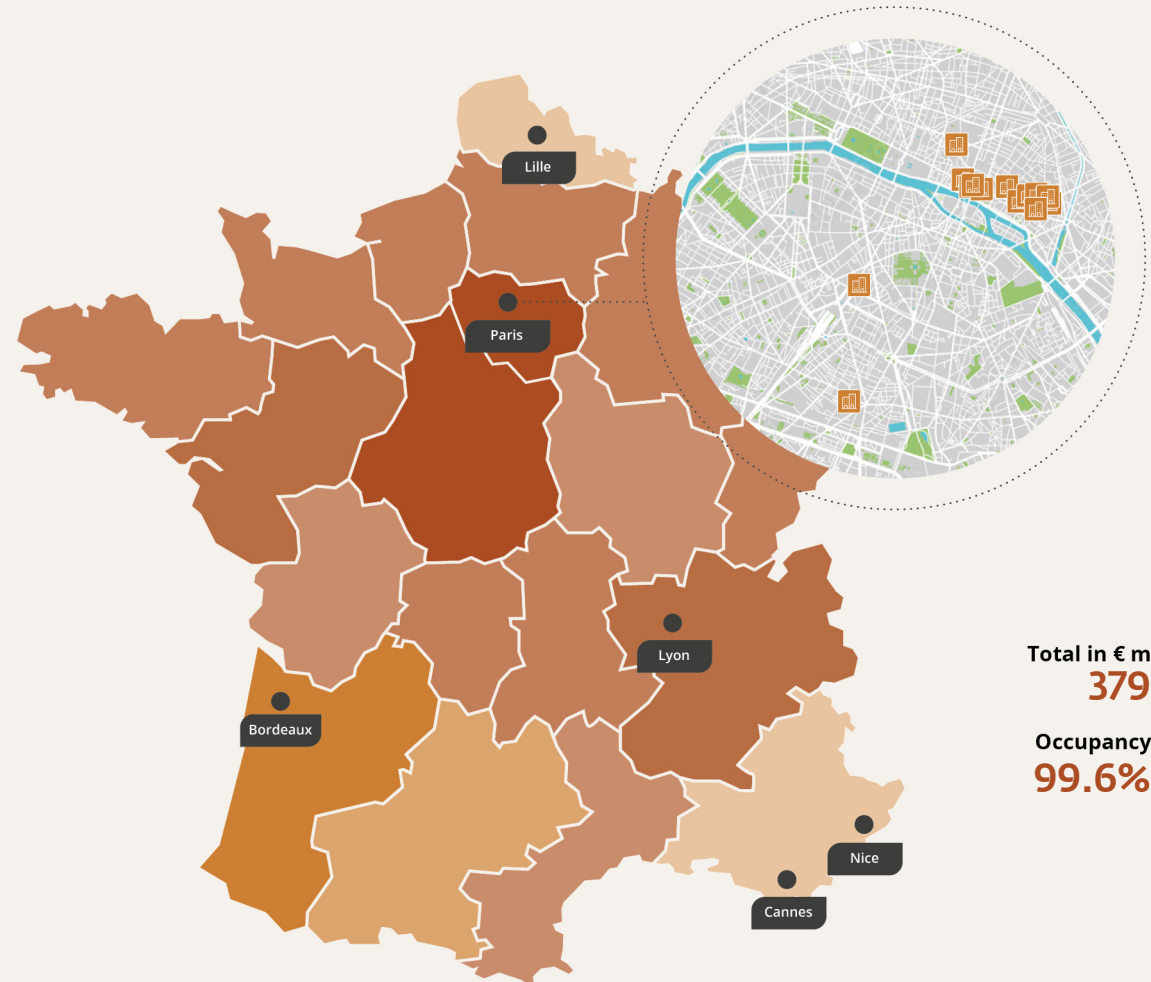 Lille
Paris
Lyon
Total in € m
379
Bordeaux
Occupancy
99.6%
Nice
Cannes